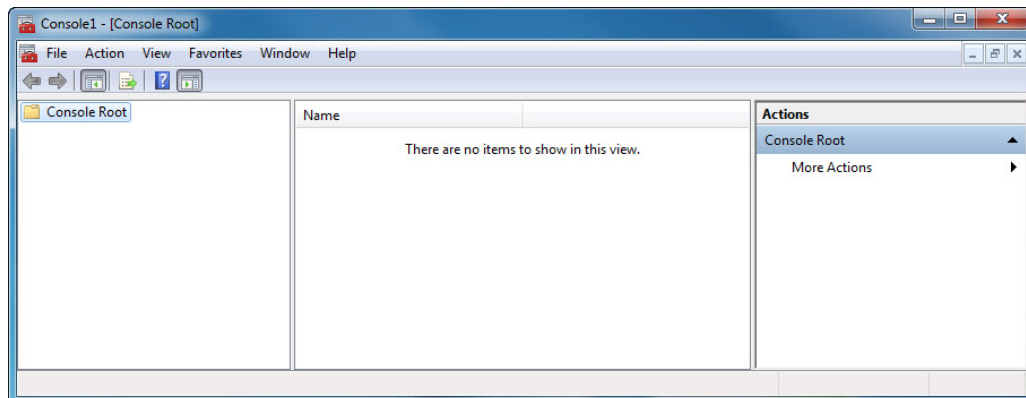 Console1 - [Console Root]
File Action View Favorites Window Help
Console Root
Name
There are no items to show in this view.
Actions
Console Root
More Actions